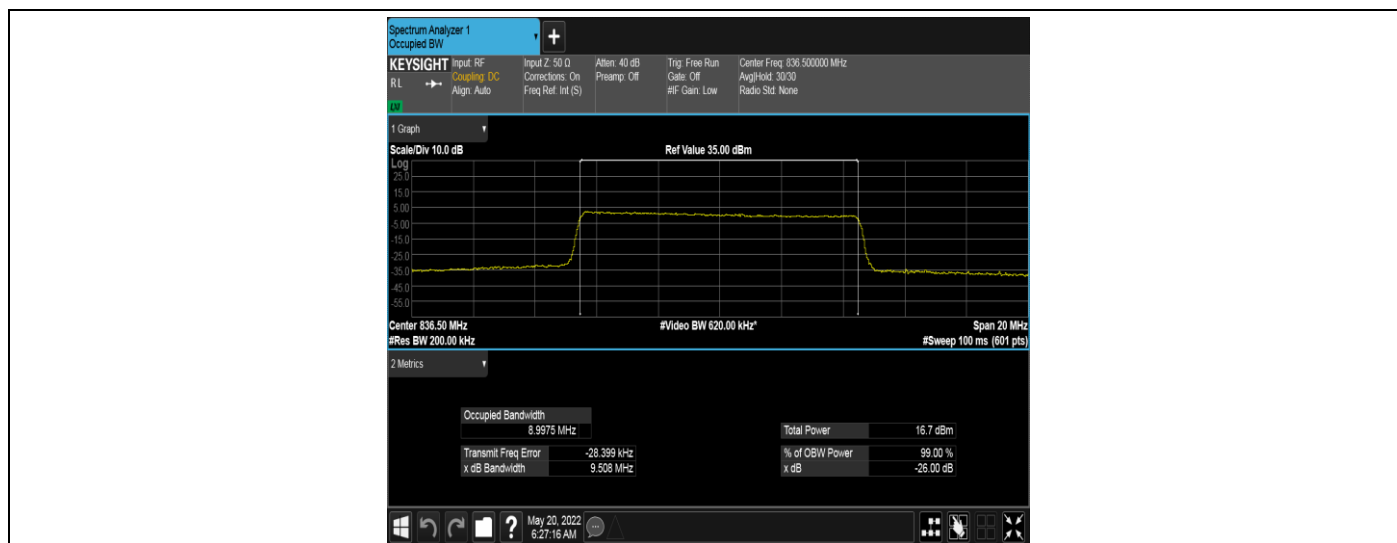 Spectrum Analyzer 1
Occupied BW
+
KEYSIGHT
RL
Input: RF
Coupling: DC
Align: Auto
Input Z: 50 Ω
Corrections: On
Freq Ref: Int (S)
Atten: 40 dB
Preamp: Off
Trig: Free Run
Gate: Off
#IF Gain: Low
Center Freq: 836.500000 MHz
Avg|Hold: 30/30
Radio Std: None
1 Graph
Scale/Div 10.0 dB
Ref Value 35.00 dBm
Log
25.0
15.0
5.00
-5.00
-15.0
-25.0
-35.0
-45.0
-55.0
Center 836.50 MHz
#Video BW 620.00 kHz*
Span 20 MHz
#Res BW 200.00 kHz
#Sweep 100 ms (601 pts)
2 Metrics
Occupied Bandwidth
8.9975 MHz
Total Power 16.7 dBm
Transmit Freq Error -28.399 kHz
% of OBW Power 99.00 %
x dB Bandwidth 9.508 MHz
x dB -26.00 dB
?
May 20, 2022
6:27:16 AM